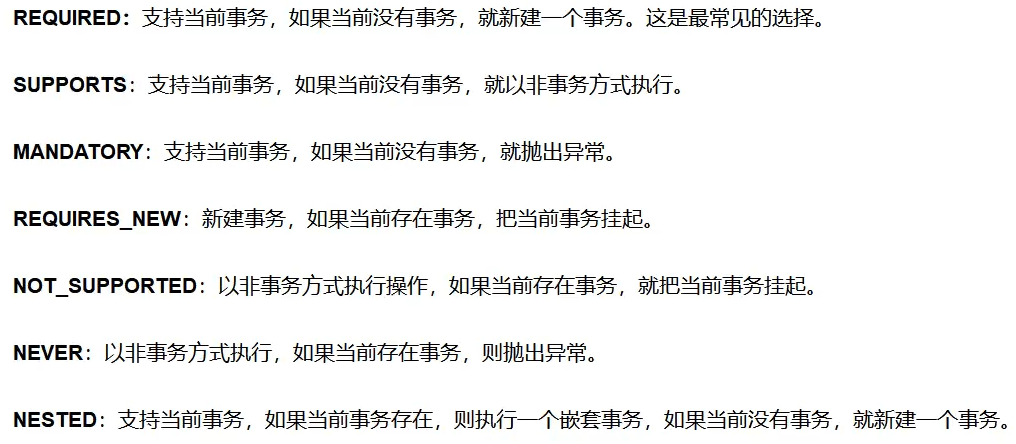 REQUIRED：支持当前事务，如果当前没有事务，就新建一个事务。这是最常见的选择。
SUPPORTS：支持当前事务，如果当前没有事务，就以非事务方式执行。
MANDATORY：支持当前事务，如果当前没有事务，就抛出异常。
REQUIRES_NEW：新建事务，如果当前存在事务，把当前事务挂起。
NOT_SUPPORTED：以非事务方式执行操作，如果当前存在事务，就把当前事务挂起。
NEVER：以非事务方式执行，如果当前存在事务，则抛出异常。
NESTED：支持当前事务，如果当前事务存在，则执行一个嵌套事务，如果当前没有事务，就新建一个事务。